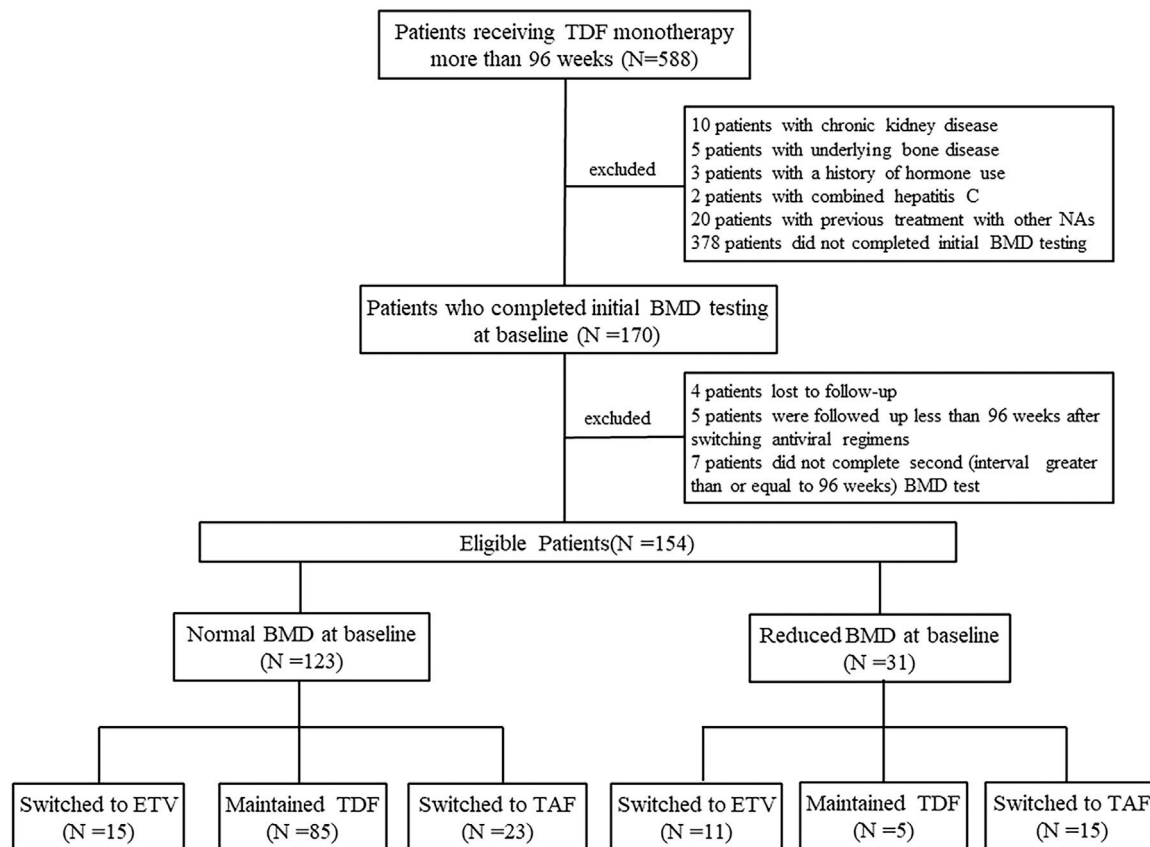 Patients receiving TDF monotherapy
more than 96 weeks (N=588)
excluded
10 patients with chronic kidney disease
5 patients with underlying bone disease
3 patients with a history of hormone use
2 patients with combined hepatitis C
20 patients with previous treatment with other NAs
378 patients did not completed initial BMD testing
Patients who completed initial BMD testing
at baseline (N =170)
excluded
4 patients lost to follow-up
5 patients were followed up less than 96 weeks after
switching antiviral regimens
7 patients did not complete second (interval greater
than or equal to 96 weeks) BMD test
Eligible Patients(N =154)
Normal BMD at baseline
(N =123)
Reduced BMD at baseline
(N =31)
Switched to ETV
(N =15)
Maintained TDF
(N =85)
Switched to TAF
(N =23)
Switched to ETV
(N =11)
Maintained TDF
(N =5)
Switched to TAF
(N =15)